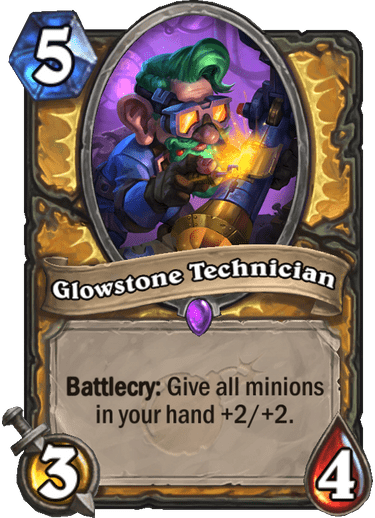 5
Glowstone Technician
Battlecry: Give all minions
in your hand +2/+2.
3
4